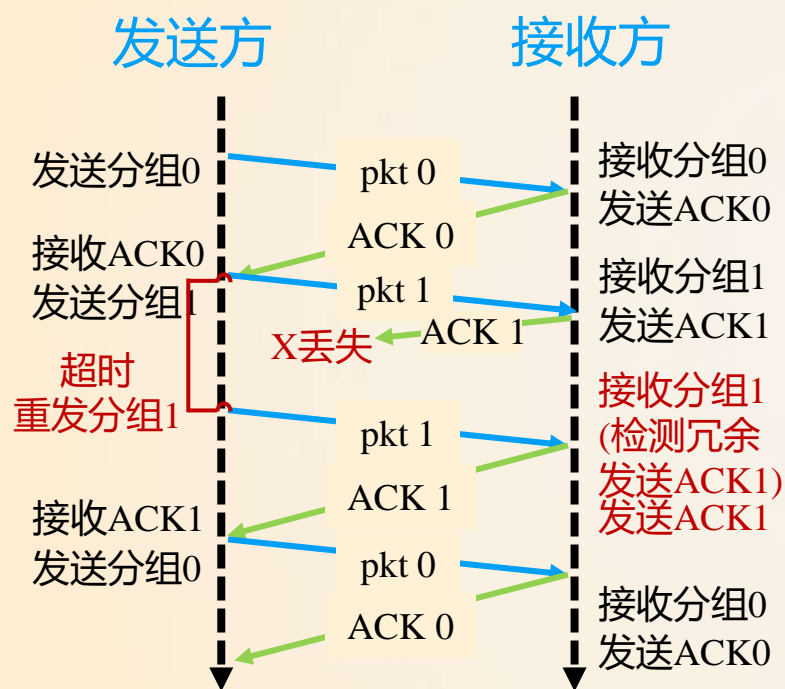 发送方
接收方
发送分组0
pkt 0
接收分组0
发送ACK0
ACK 0
接收ACK0
发送分组1
pkt 1
接收分组1
发送ACK1
X丢失
ACK 1
超时
重发分组1
pkt 1
接收分组1
(检测冗余
发送ACK1)
发送ACK1
ACK 1
接收ACK1
发送分组0
pkt 0
ACK 0
接收分组0
发送ACK0